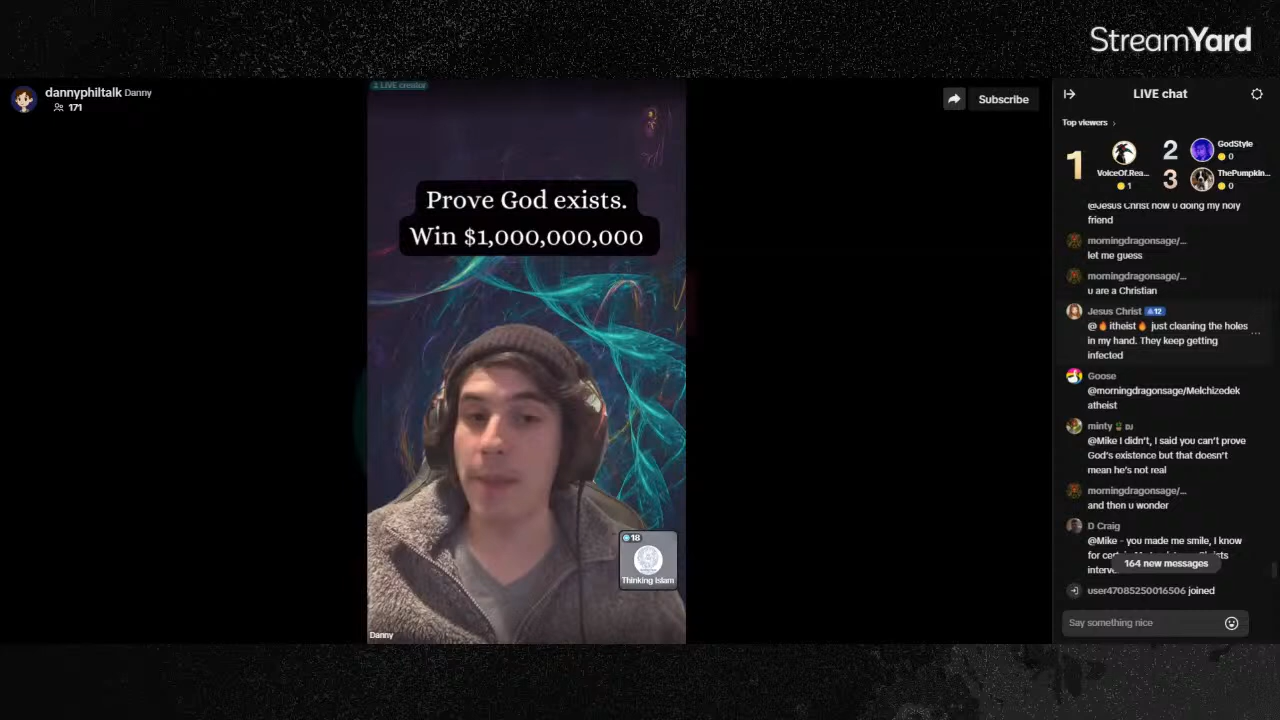 StreamYard
dannyphiltalk Danny
171
Subscribe
LIVE creator
Prove God exists.
Win $1,000,000,000
18
Thinking Islam
Danny
LIVE chat
Top viewers
1
VoiceOf.Rea...
1
2
GodStyle
0
3
ThePumpkin...
0
@Jesus Christ how u doing my holy
friend
morningdragonsage/...
let me guess
morningdragonsage/...
u are a Christian
Jesus Christ 12
@🔥itheist🔥 just cleaning the holes
in my hand. They keep getting
infected
Goose
@morningdragonsage/Melchizedek
atheist
minty DJ
@Mike I didn't, I said you can't prove
God's existence but that doesn't
mean he's not real
morningdragonsage/...
and then u wonder
D Craig
@Mike - you made me smile, I know
164 new messages
user47085250016506 joined
Say something nice